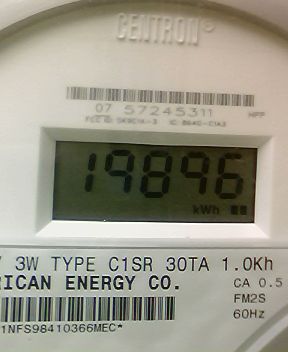 CENTRON®
07 57245311
HPP
19896
kWh
3W TYPE C1SR 30TA 1.0Kh
RICAN ENERGY CO.
CA 0.5
FM2S
60Hz
1NFS98410366MEC*